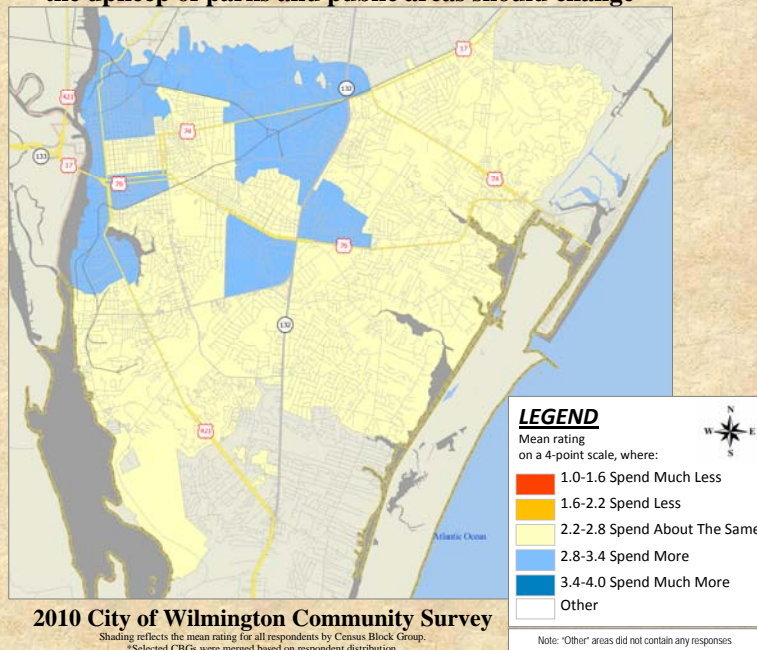 the upkeep of parks and public areas should change
17
421
132
74
133
17
76
74
76
132
421
Atlantic Ocean
LEGEND
Mean rating
on a 4-point scale, where:
N
W E
S
1.0-1.6 Spend Much Less
1.6-2.2 Spend Less
2.2-2.8 Spend About The Same
2.8-3.4 Spend More
3.4-4.0 Spend Much More
Other
Note: "Other" areas did not contain any responses
2010 City of Wilmington Community Survey
Shading reflects the mean rating for all respondents by Census Block Group.
*Selected CBGs were merged based on respondent distribution